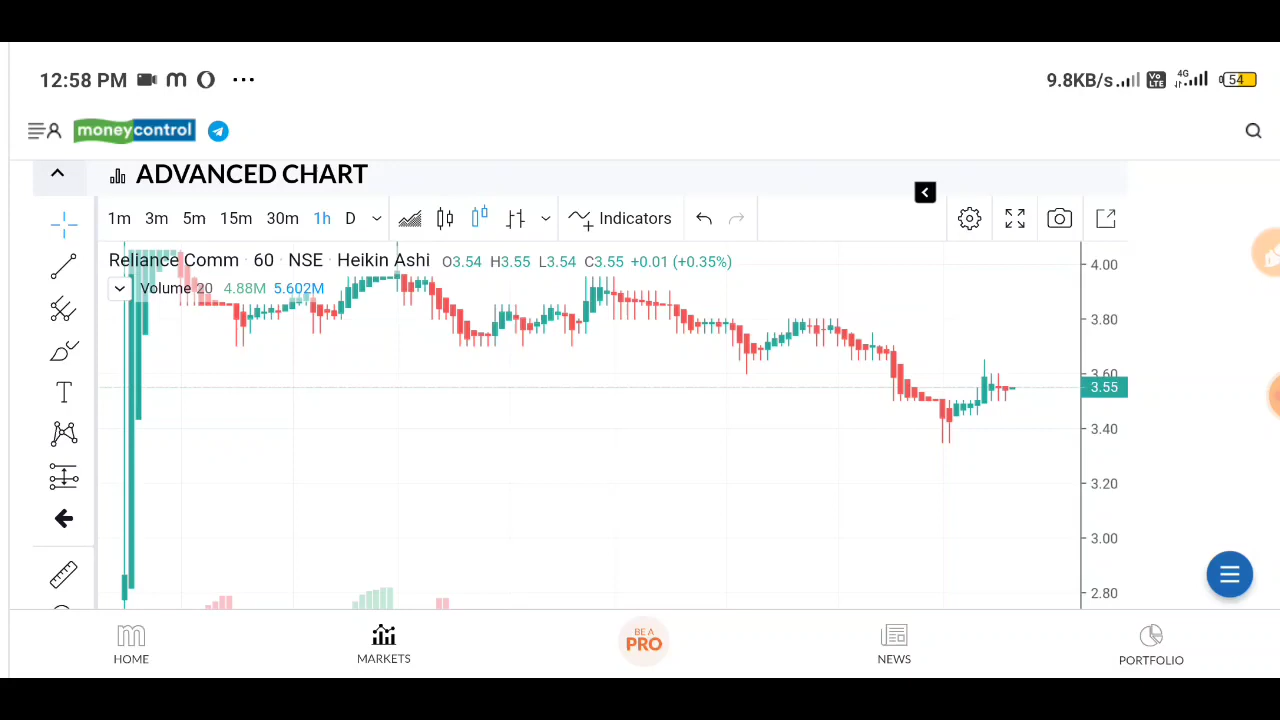 12:58 PM
9.8KB/s
Vo LTE
4G
54
moneycontrol
ADVANCED CHART
1m 3m 5m 15m 30m 1h D
Indicators
Reliance Comm · 60 · NSE · Heikin Ashi O3.54 H3.55 L3.54 C3.55 +0.01 (+0.35%)
Volume 20 4.88M 5.602M
4.00
3.80
3.60
3.55
3.40
3.20
3.00
2.80
HOME
MARKETS
BE A
PRO
NEWS
PORTFOLIO